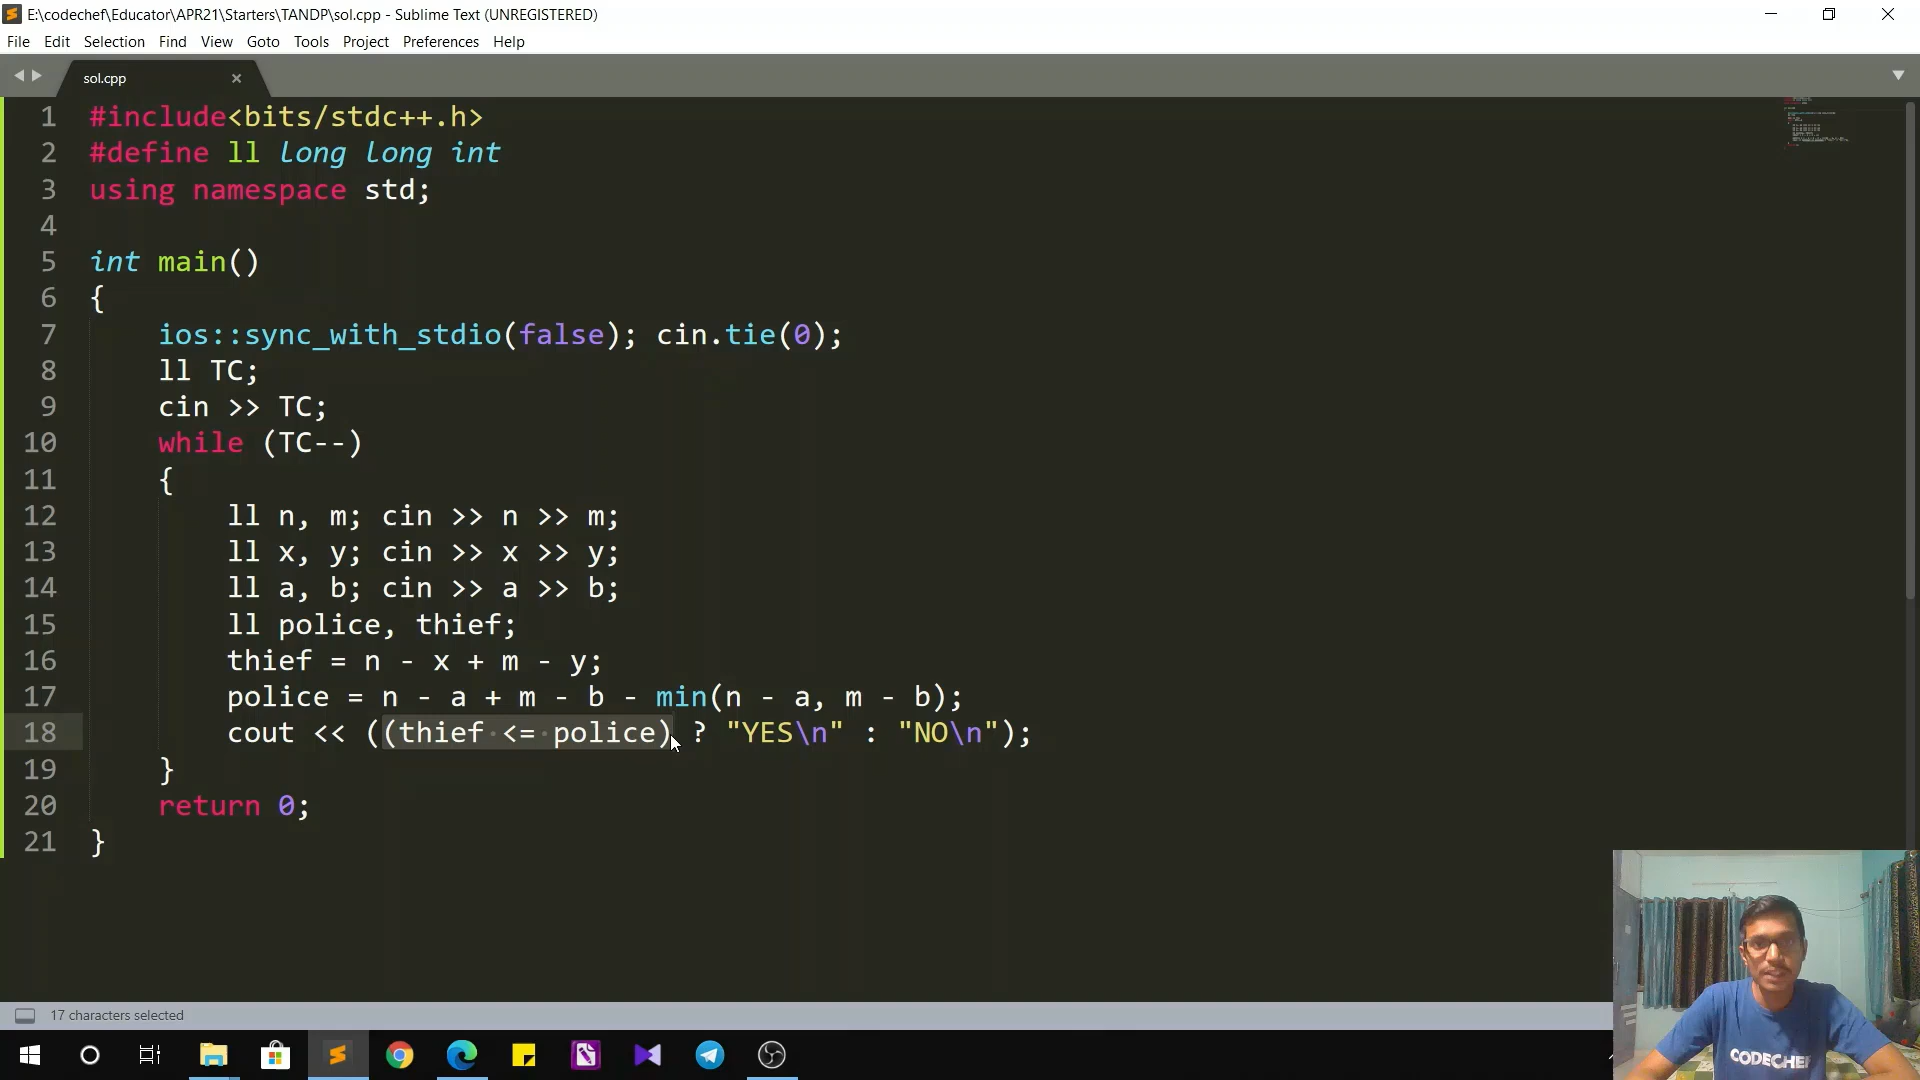 E:\codechef\Educator\APR21\Starters\TANDP\sol.cpp - Sublime Text (UNREGISTERED)
File Edit Selection Find View Goto Tools Project Preferences Help
sol.cpp
1 #include<bits/stdc++.h>
2 #define ll long long int
3 using namespace std;
4
5 int main()
6 {
7 ios::sync_with_stdio(false); cin.tie(0);
8 ll TC;
9 cin >> TC;
10 while (TC--)
11 {
12 ll n, m; cin >> n >> m;
13 ll x, y; cin >> x >> y;
14 ll a, b; cin >> a >> b;
15 ll police, thief;
16 thief = n - x + m - y;
17 police = n - a + m - b - min(n - a, m - b);
18 cout << ((thief <= police) ? "YES\n" : "NO\n");
19 }
20 return 0;
21 }
17 characters selected
CODECHEF